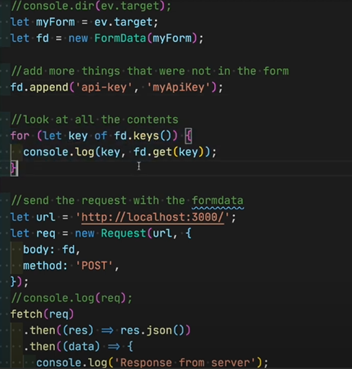 //console.dir(ev.target);
let myForm = ev.target;
let fd = new FormData(myForm);
//add more things that were not in the form
fd.append('api-key', 'myApiKey');
//look at all the contents
for (let key of fd.keys()) {
console.log(key, fd.get(key));
}
//send the request with the formdata
let url = 'http://localhost:3000/';
let req = new Request(url, {
body: fd,
method: 'POST',
});
//console.log(req);
fetch(req)
.then((res) ⇒ res.json())
.then((data) ⇒ {
console.log('Response from server');